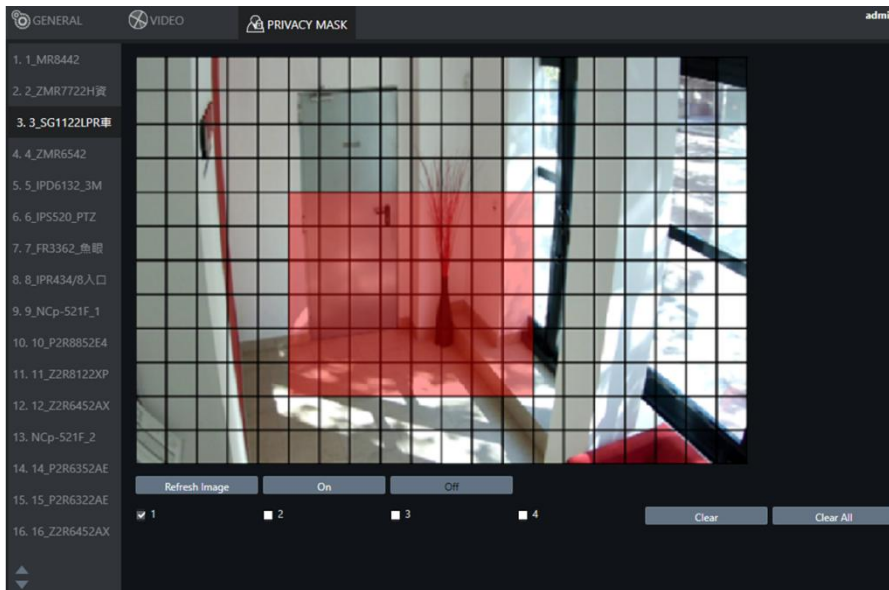 GENERAL
VIDEO
PRIVACY MASK
admi
1. 1_MR8442
2. 2_ZMR7722H資
3. 3_SG1122LPR車
4. 4_ZMR6542
5. 5_IPD6132_3M
6. 6_IPS520_PTZ
7. 7_FR3362_魚眼
8. 8_IPR434/8人口
9. 9_NCp-521F_1
10. 10_P2R8852E4
11. 11_Z2R8122XP
12. 12_Z2R6452AX
13. NCp-521F_2
14. 14_P2R6352AE
15. 15_P2R6322AE
16. 16_Z2R6452AX
Refresh Image
On
Off
1
2
3
4
Clear
Clear All